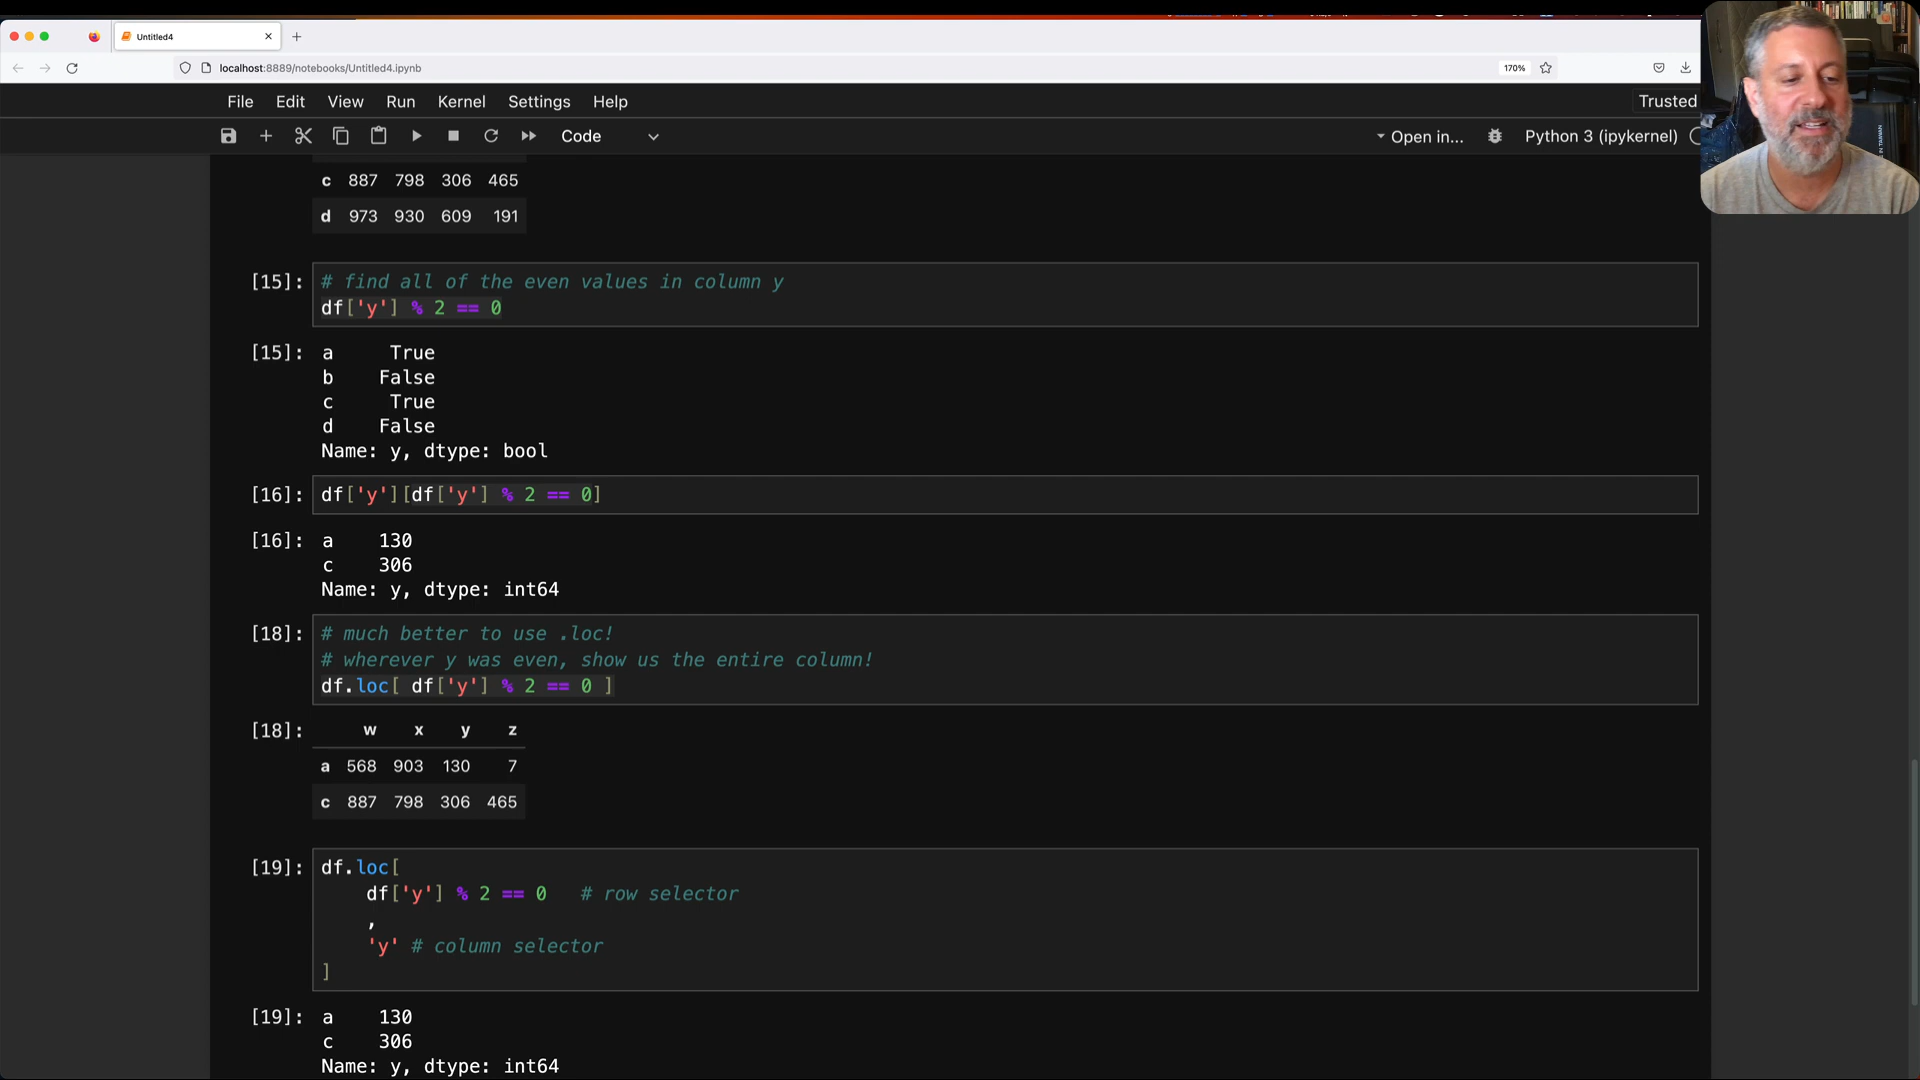 Untitled4
localhost:8889/notebooks/Untitled4.ipynb
170%
File Edit View Run Kernel Settings Help
Trusted
Code
Open in...
Python 3 (ipykernel)
c 887 798 306 465
d 973 930 609 191
[15]: # find all of the even values in column y
df['y'] % 2 == 0
[15]: a True
b False
c True
d False
Name: y, dtype: bool
[16]: df['y'][df['y'] % 2 == 0]
[16]: a 130
c 306
Name: y, dtype: int64
[18]: # much better to use .loc!
# wherever y was even, show us the entire column!
df.loc[ df['y'] % 2 == 0 ]
[18]: w x y z
a 568 903 130 7
c 887 798 306 465
[19]: df.loc[
df['y'] % 2 == 0 # row selector
,
'y' # column selector
]
[19]: a 130
c 306
Name: y, dtype: int64